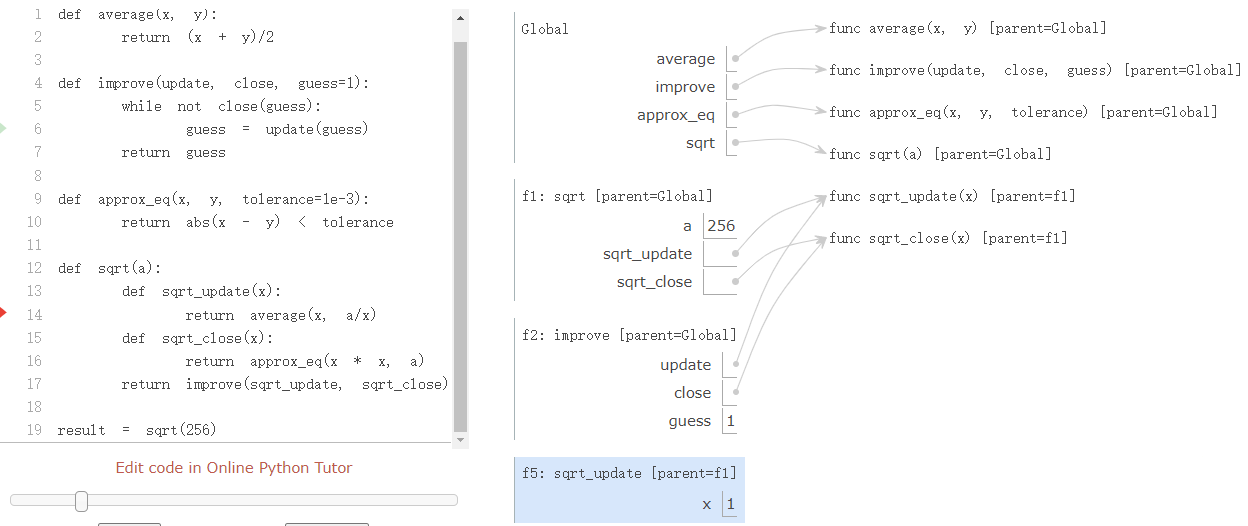 1 def average(x, y):
2 return (x + y)/2
3
4 def improve(update, close, guess=1):
5 while not close(guess):
6 guess = update(guess)
7 return guess
8
9 def approx_eq(x, y, tolerance=1e-3):
10 return abs(x - y) < tolerance
11
12 def sqrt(a):
13 def sqrt_update(x):
14 return average(x, a/x)
15 def sqrt_close(x):
16 return approx_eq(x * x, a)
17 return improve(sqrt_update, sqrt_close)
18
19 result = sqrt(256)
Edit code in Online Python Tutor
Global
average
improve
approx_eq
sqrt
f1: sqrt [parent=Global]
a 256
sqrt_update
sqrt_close
f2: improve [parent=Global]
update
close
guess 1
f5: sqrt_update [parent=f1]
x 1
func average(x, y) [parent=Global]
func improve(update, close, guess) [parent=Global]
func approx_eq(x, y, tolerance) [parent=Global]
func sqrt(a) [parent=Global]
func sqrt_update(x) [parent=f1]
func sqrt_close(x) [parent=f1]